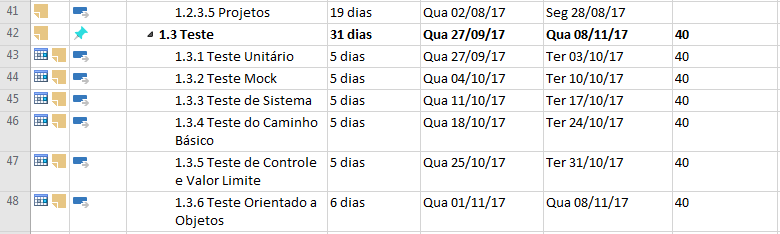 41 1.2.3.5 Projetos 19 dias Qua 02/08/17 Seg 28/08/17
42 1.3 Teste 31 dias Qua 27/09/17 Qua 08/11/17 40
43 1.3.1 Teste Unitário 5 dias Qua 27/09/17 Ter 03/10/17 40
44 1.3.2 Teste Mock 5 dias Qua 04/10/17 Ter 10/10/17 40
45 1.3.3 Teste de Sistema 5 dias Qua 11/10/17 Ter 17/10/17 40
46 1.3.4 Teste do Caminho 5 dias Qua 18/10/17 Ter 24/10/17 40
Básico
47 1.3.5 Teste de Controle 5 dias Qua 25/10/17 Ter 31/10/17 40
e Valor Limite
48 1.3.6 Teste Orientado a 6 dias Qua 01/11/17 Qua 08/11/17 40
Objetos